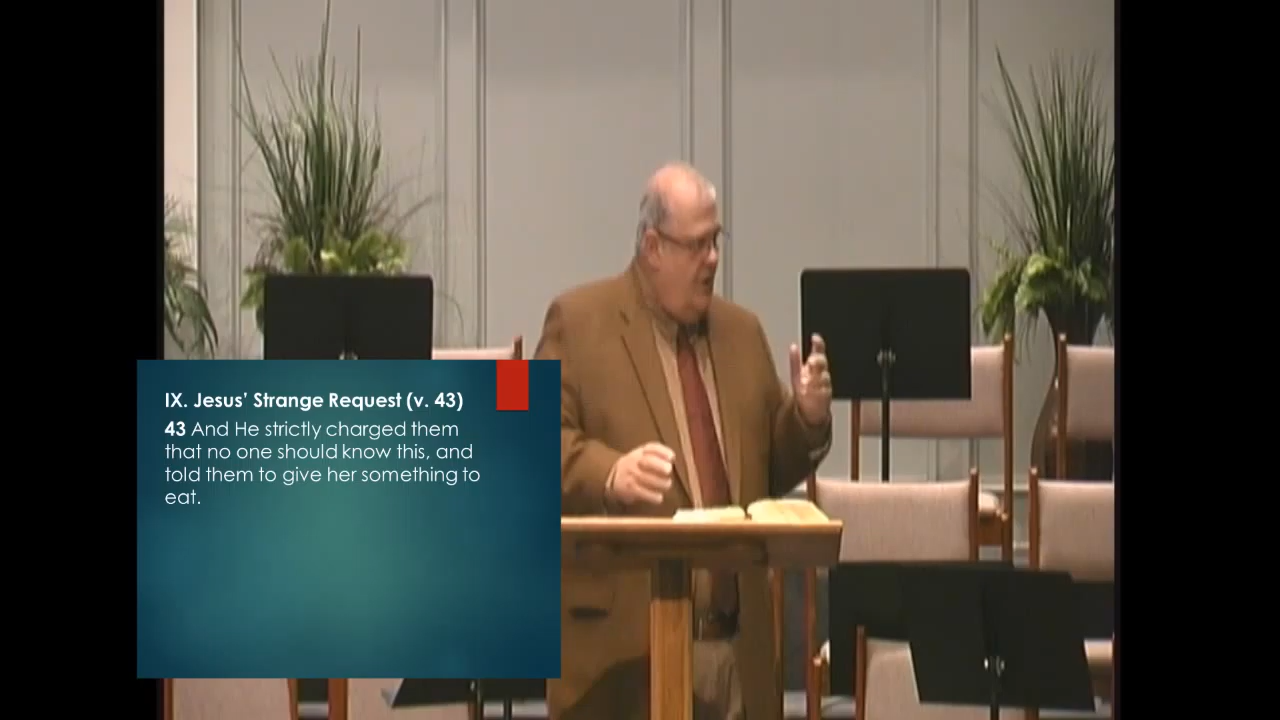 IX. Jesus’ Strange Request (v. 43)
43 And He strictly charged them
that no one should know this, and
told them to give her something to
eat.